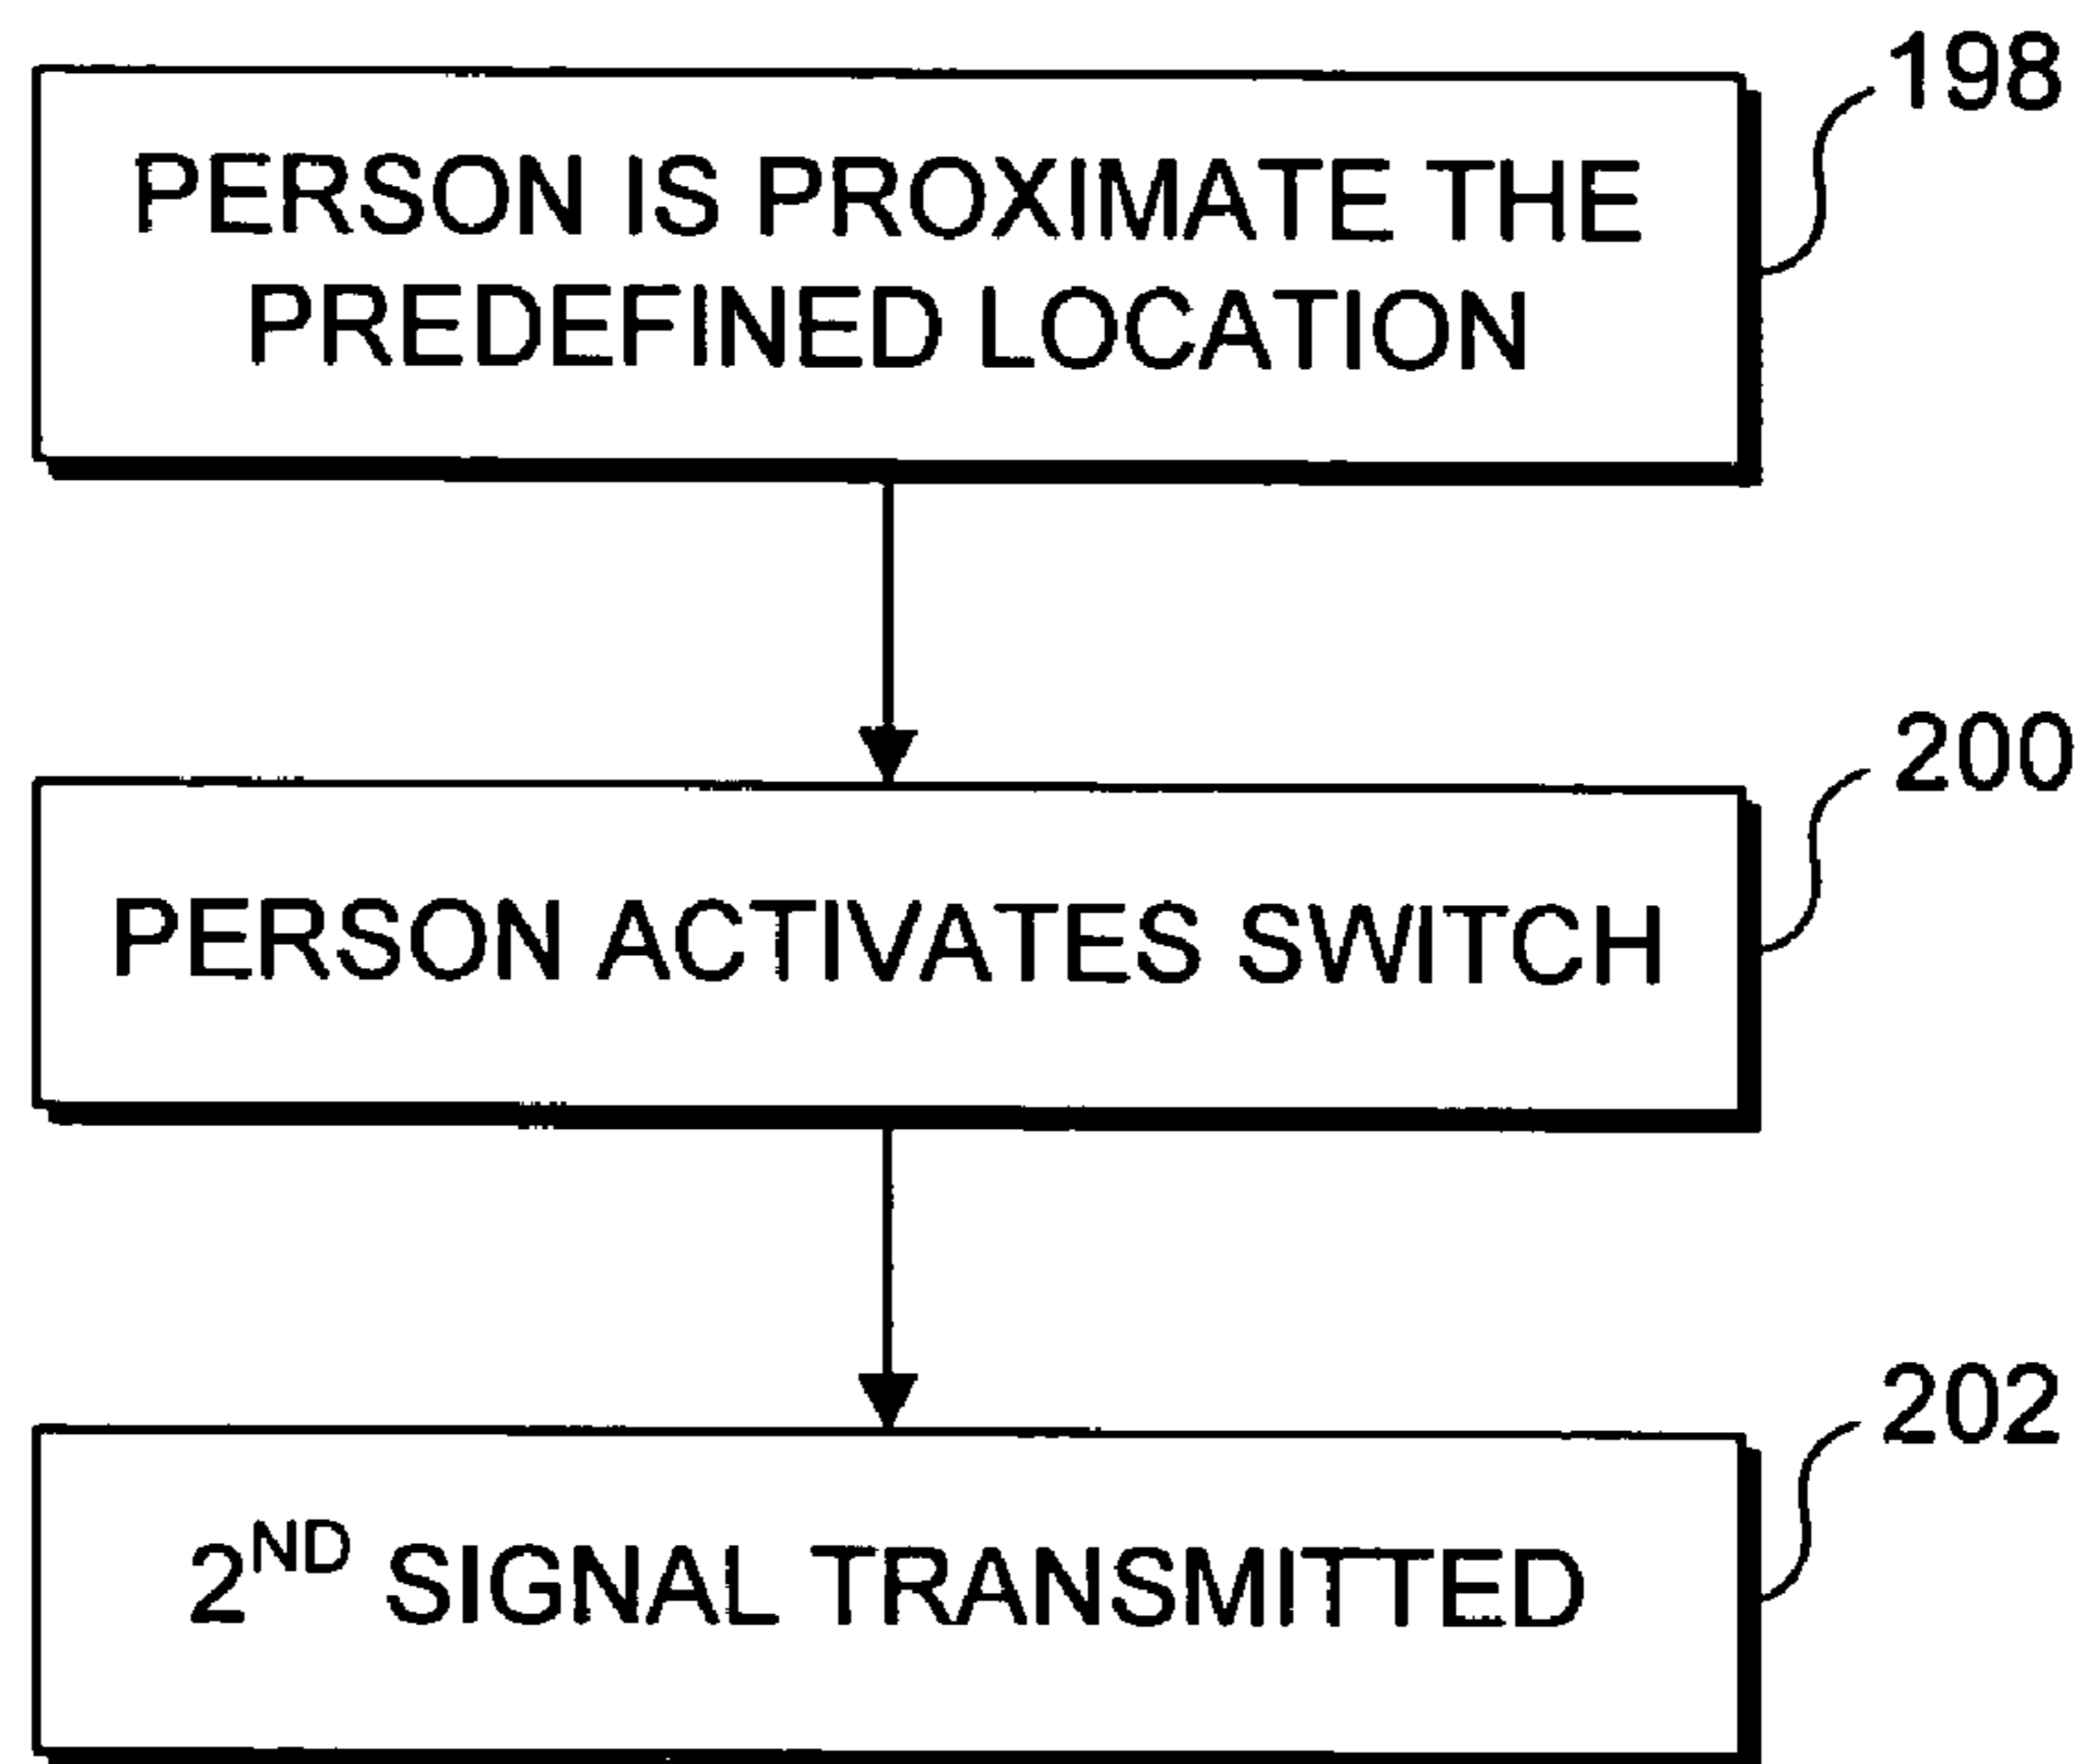 198
PERSON IS PROXIMATE THE
PREDEFINED LOCATION
200
PERSON ACTIVATES SWITCH
202
2ND SIGNAL TRANSMITTED